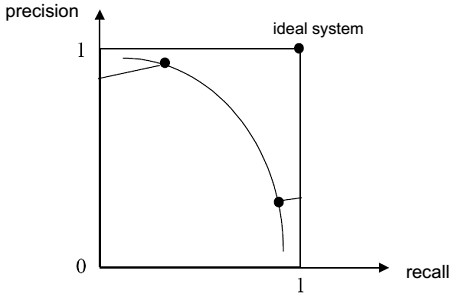 precision
ideal system
1
0
recall
1